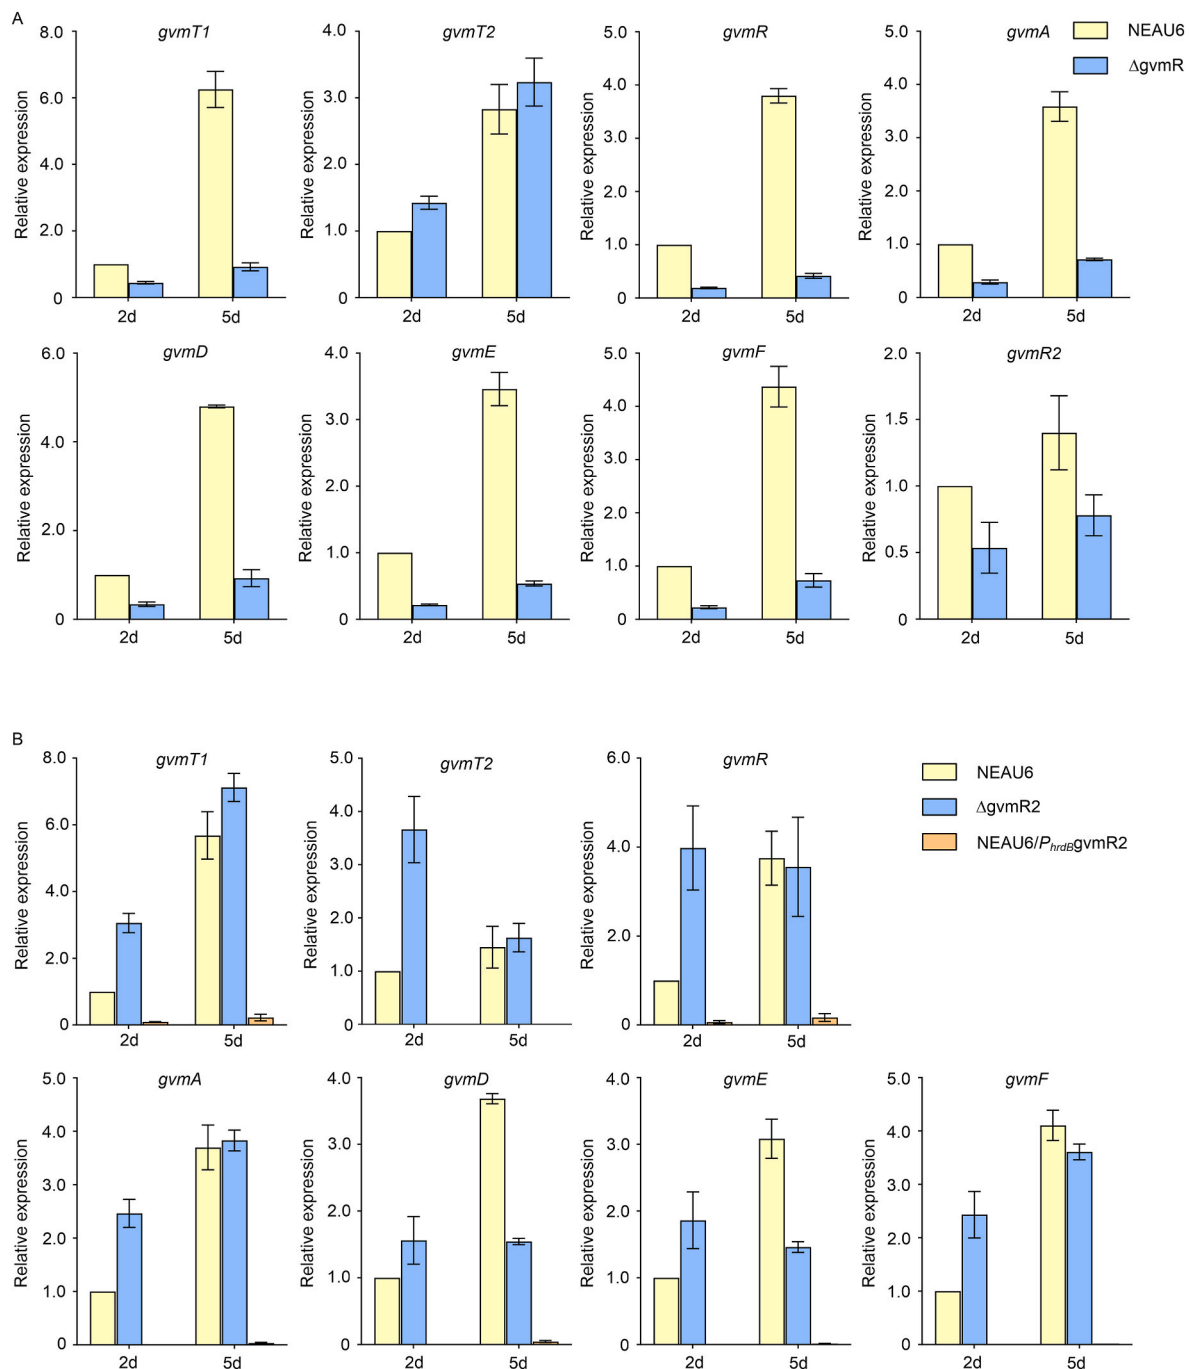 A
gvmT1
8.0
6.0
4.0
2.0
0
Relative expression
2d
5d
gvmT2
4.0
3.0
2.0
1.0
0
Relative expression
2d
5d
gvmR
5.0
4.0
3.0
2.0
1.0
0
Relative expression
2d
5d
gvmA
5.0
4.0
3.0
2.0
1.0
0
Relative expression
2d
5d
NEAU6
ΔgvmR
gvmD
6.0
4.0
2.0
1.0
0
Relative expression
2d
5d
gvmE
4.0
3.0
2.0
1.0
0
Relative expression
2d
5d
gvmF
5.0
4.0
3.0
2.0
1.0
0
Relative expression
2d
5d
gvmR2
2.0
1.5
1.0
0.5
0
Relative expression
2d
5d
B
gvmT1
8.0
6.0
4.0
2.0
0
Relative expression
2d
5d
gvmT2
5.0
4.0
3.0
2.0
1.0
0
Relative expression
2d
5d
gvmR
6.0
4.0
2.0
1.0
0
Relative expression
2d
5d
NEAU6
ΔgvmR2
NEAU6/PhrdBgvmR2
gvmA
5.0
4.0
3.0
2.0
1.0
0
Relative expression
2d
5d
gvmD
4.0
3.0
2.0
1.0
0
Relative expression
2d
5d
gvmE
4.0
3.0
2.0
1.0
0
Relative expression
2d
5d
gvmF
5.0
4.0
3.0
2.0
1.0
0
Relative expression
2d
5d